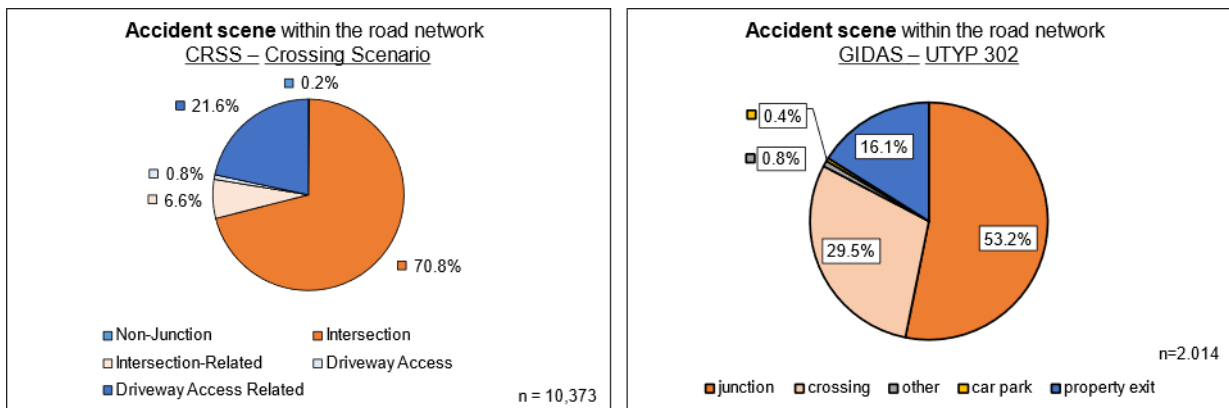 Accident scene within the road network
CRSS – Crossing Scenario
0.2%
21.6%
0.8%
6.6%
70.8%
Non-Junction
Intersection
Intersection-Related
Driveway Access
Driveway Access Related
n = 10,373
Accident scene within the road network
GIDAS – UTYP 302
0.4%
0.8%
16.1%
29.5%
53.2%
n=2.014
junction
crossing
other
car park
property exit